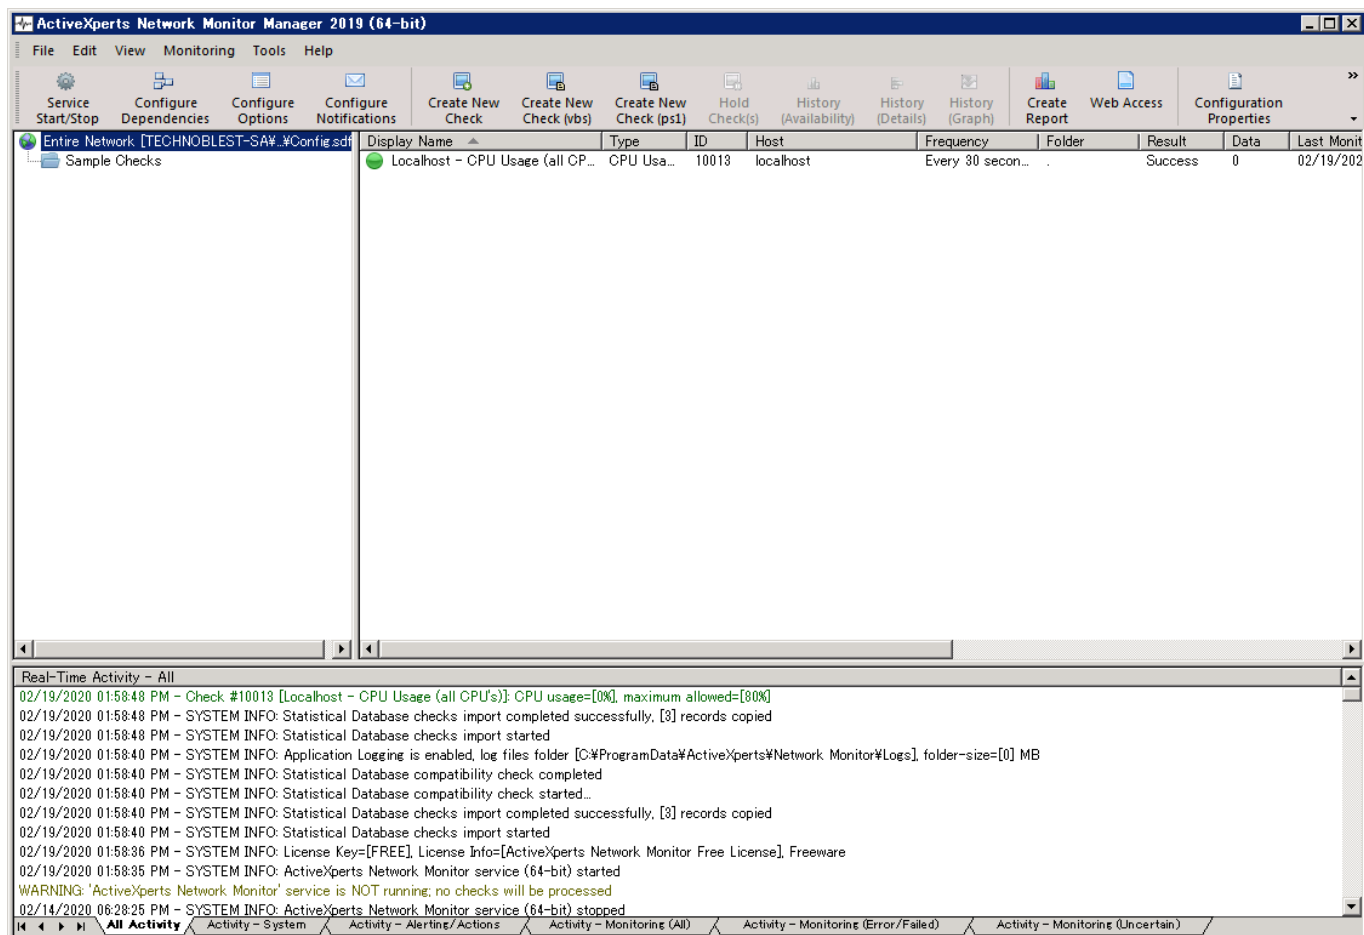 ActiveXperts Network Monitor Manager 2019 (64-bit)
File Edit View Monitoring Tools Help
Service Start/Stop
Configure Dependencies
Configure Options
Configure Notifications
Create New Check
Create New Check (vbs)
Create New Check (ps1)
Hold Check(s)
History (Availability)
History (Details)
History (Graph)
Create Report
Web Access
Configuration Properties
Entire Network [TECHNOBLEST-SA¥..¥Config.sdf
Sample Checks
Display Name Type ID Host Frequency Folder Result Data Last Monit
Localhost - CPU Usage (all CP... CPU Usa... 10013 localhost Every 30 secon... . Success 0 02/19/202
Real-Time Activity - All
02/19/2020 01:58:48 PM - Check #10013 [Localhost - CPU Usage (all CPU's)]: CPU usage=[0%], maximum allowed=[80%]
02/19/2020 01:58:48 PM - SYSTEM INFO: Statistical Database checks import completed successfully, [3] records copied
02/19/2020 01:58:48 PM - SYSTEM INFO: Statistical Database checks import started
02/19/2020 01:58:40 PM - SYSTEM INFO: Application Logging is enabled, log files folder [C:¥ProgramData¥ActiveXperts¥Network Monitor¥Logs], folder-size=[0] MB
02/19/2020 01:58:40 PM - SYSTEM INFO: Statistical Database compatibility check completed
02/19/2020 01:58:40 PM - SYSTEM INFO: Statistical Database compatibility check started...
02/19/2020 01:58:40 PM - SYSTEM INFO: Statistical Database checks import completed successfully, [3] records copied
02/19/2020 01:58:40 PM - SYSTEM INFO: Statistical Database checks import started
02/19/2020 01:58:36 PM - SYSTEM INFO: License Key=[FREE], License Info=[ActiveXperts Network Monitor Free License], Freeware
02/19/2020 01:58:35 PM - SYSTEM INFO: ActiveXperts Network Monitor service (64-bit) started
WARNING: 'ActiveXperts Network Monitor' service is NOT running; no checks will be processed
02/14/2020 06:28:25 PM - SYSTEM INFO: ActiveXperts Network Monitor service (64-bit) stopped
All Activity Activity - System Activity - Alerting/Actions Activity - Monitoring (All) Activity - Monitoring (Error/Failed) Activity - Monitoring (Uncertain)